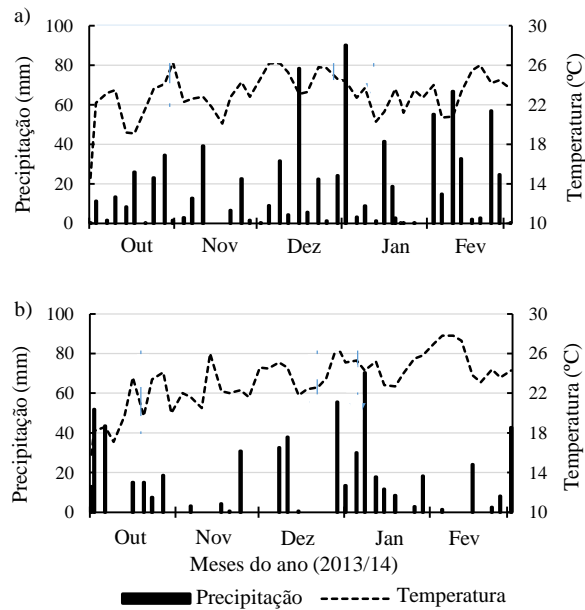 a)
Precipitação (mm)
100
80
60
40
20
0
30
26
22
18
14
10
Temperatura (ºC)
Out Nov Dez Jan Fev
b)
Precipitação (mm)
100
80
60
40
20
0
30
26
22
18
14
10
Temperatura (ºC)
Out Nov Dez Jan Fev
Meses do ano (2013/14)
Precipitação Temperatura